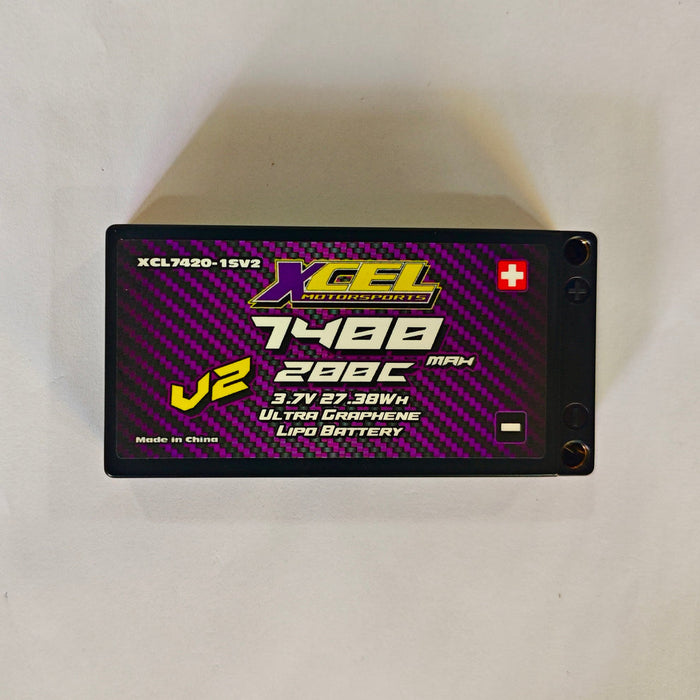 XCL7420-1SV2
XCEL
MOTORSPORTS
7400 MAH
200C
V2
3.7V 27.38WH
ULTRA GRAPHENE
LIPO BATTERY
Made in China